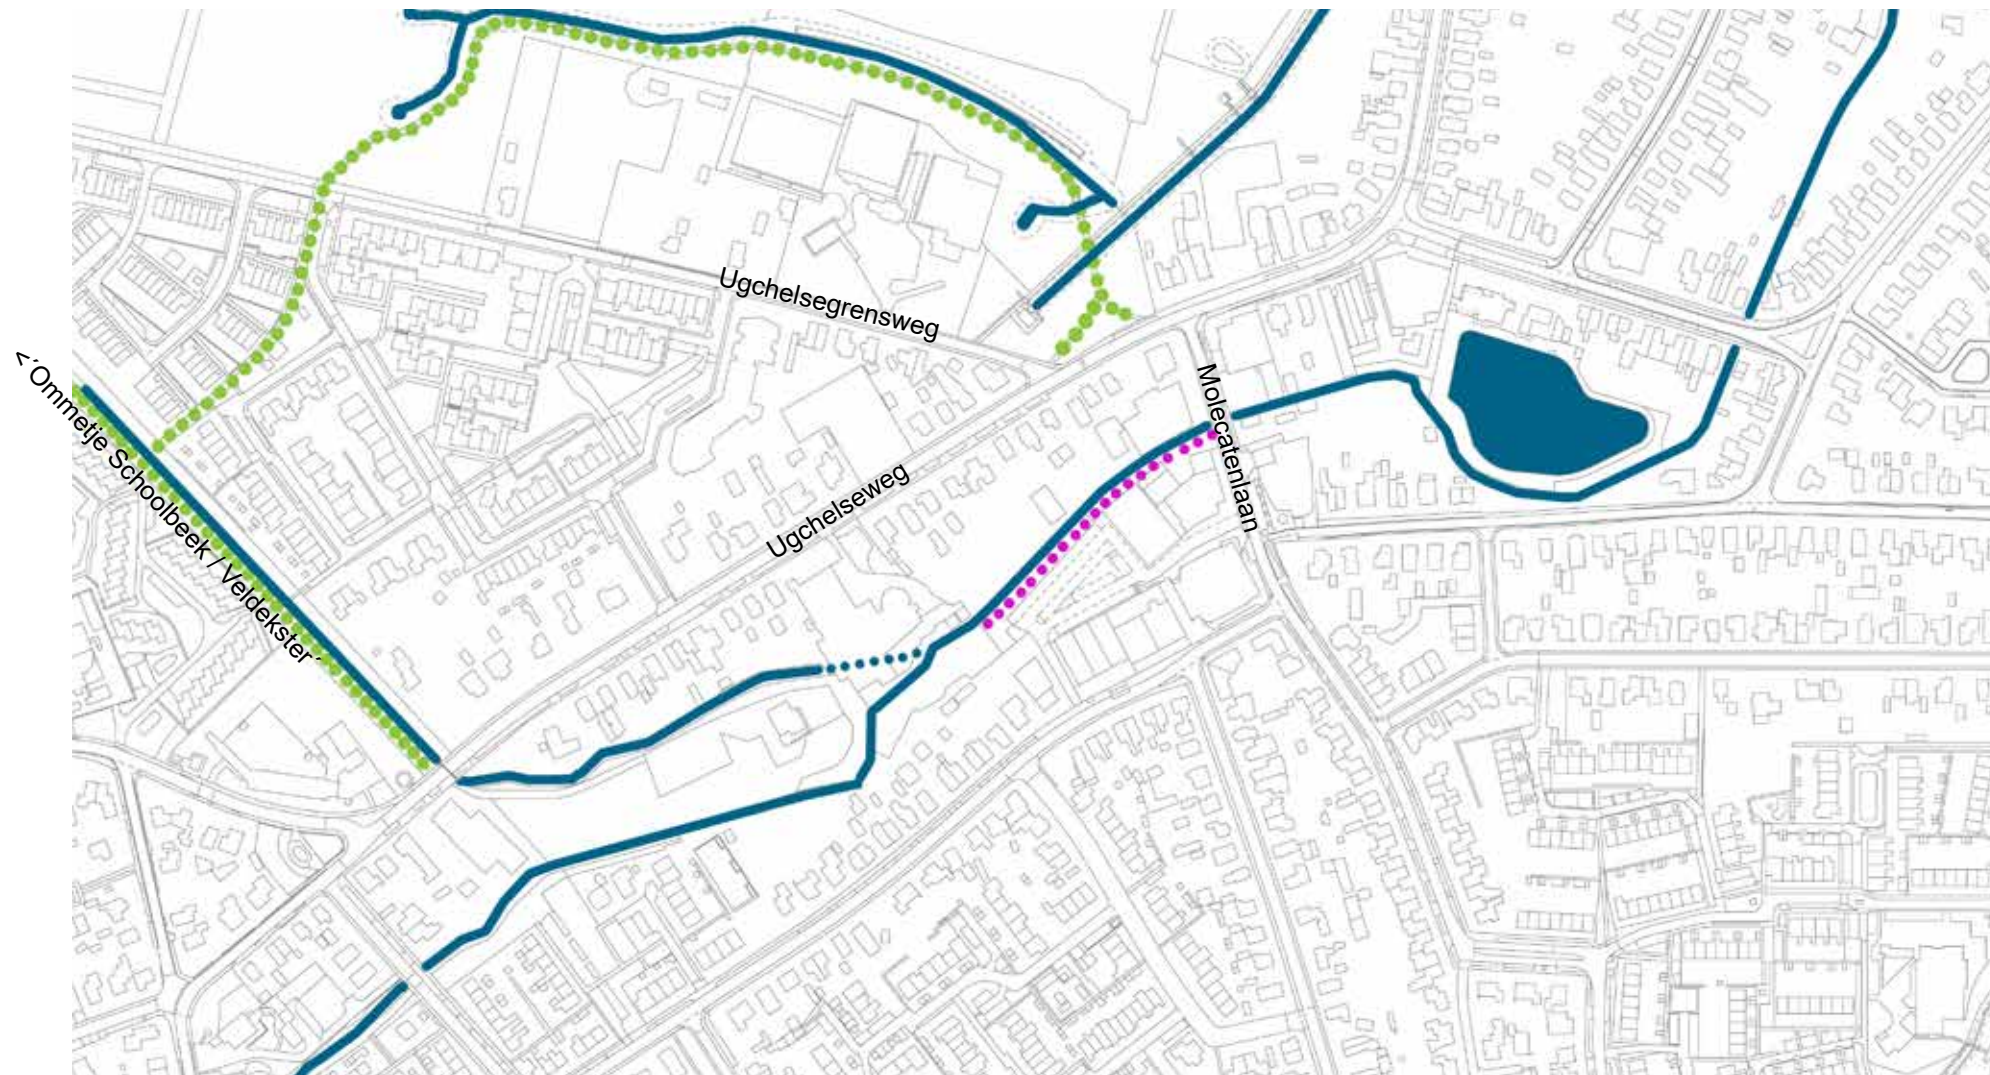 Ugchelsegrensweg
<´Ommetje Schoolbeek / Veldekster´
Molecatenlaan
Ugchelseweg